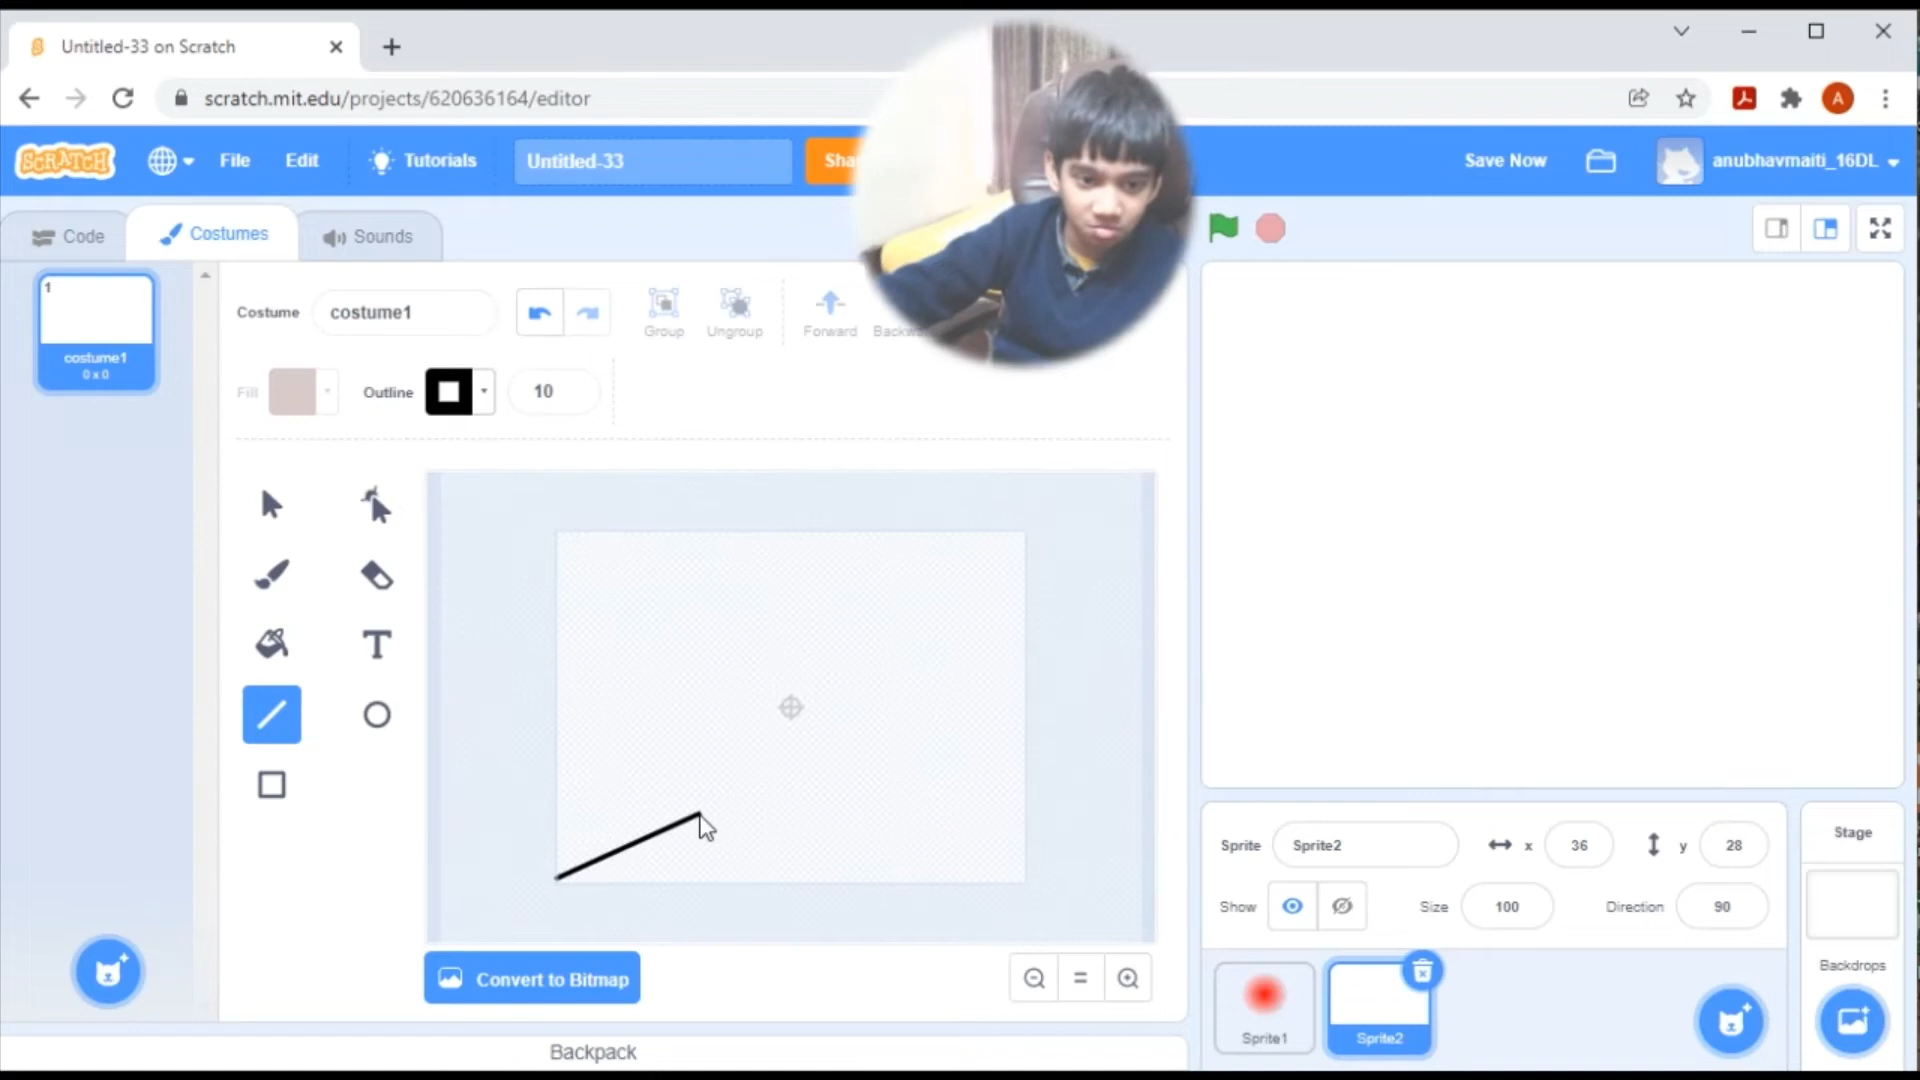 Untitled-33 on Scratch
scratch.mit.edu/projects/620636164/editor
A
SCRATCH
File
Edit
Tutorials
Untitled-33
Save Now
anubhavmaiti_16DL
Code
Costumes
Sounds
1
costume1
0 x 0
Costume
costume1
Group
Ungroup
Forward
Fill
Outline
10
T
Convert to Bitmap
Backpack
Sprite
Sprite2
x
36
y
28
Show
Size
100
Direction
90
Sprite1
Sprite2
Stage
Backdrops